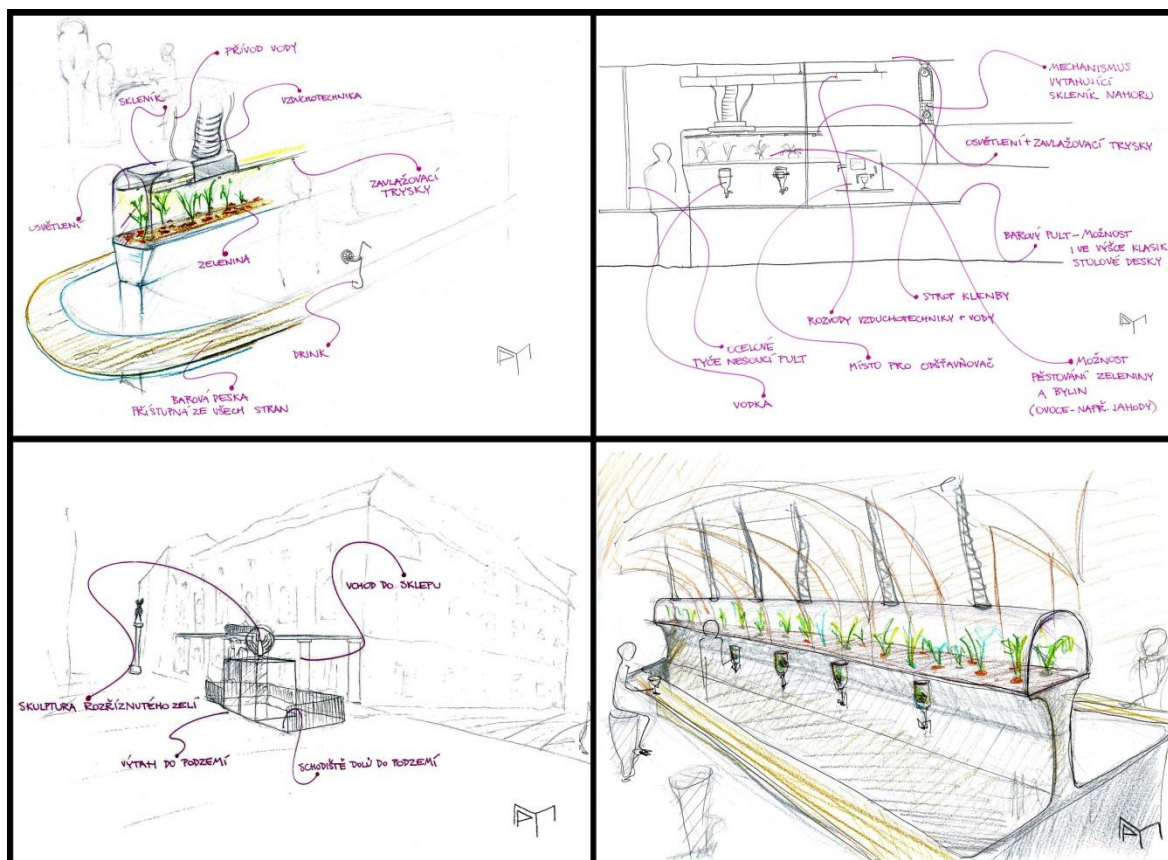 PŘÍVOD VODY
SKLENÍK
VZDUCHOTECHNIKA
ZAVLAŽOVACÍ
TRYSKY
OSVĚTLENÍ
ZELENINA
DRINK
BAROVÁ DESKA
PŘÍSTUPNÁ ZE VŠECH STRAN
MECHANISMUS
VYTAHUJÍCÍ
SKLENÍK NAHORU
OSVĚTLENÍ + ZAVLAŽOVACÍ TRYSKY
BAROVÝ PULT - MOŽNOST
I VE VÝŠCE KLASIK
STOLOVÉ DESKY
STROP KLENBY
ROZVODY VZDUCHOTECHNIKY + VODY
OCELOVÉ
TYČE NESOUCÍ PULT
MÍSTO PRO ODŠŤAVŇOVAČ
VODKA
MOŽNOST
PĚSTOVÁNÍ ZELENINY
A BYLIN
(OVOCE - NAPŘ. JAHODY)
VCHOD DO SKLEPU
SKULPTURA ROZŘÍZNUTÉHO ZELÍ
VÝTAH DO PODZEMÍ
SCHODIŠTĚ DOLŮ DO PODZEMÍ